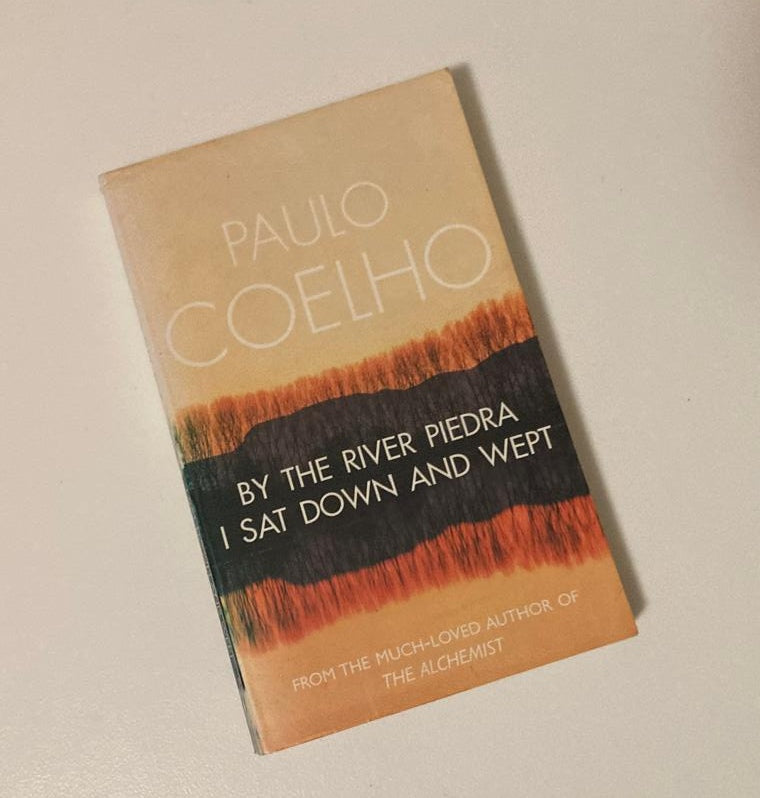 PAULO
COELHO
BY THE RIVER PIEDRA
I SAT DOWN AND WEPT
FROM THE MUCH-LOVED AUTHOR OF
THE ALCHEMIST